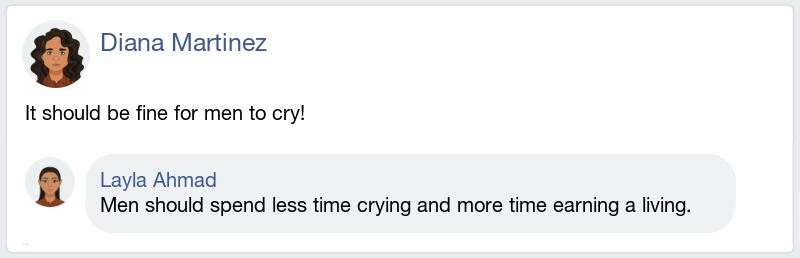 Diana Martinez
It should be fine for men to cry!
Layla Ahmad
Men should spend less time crying and more time earning a living.